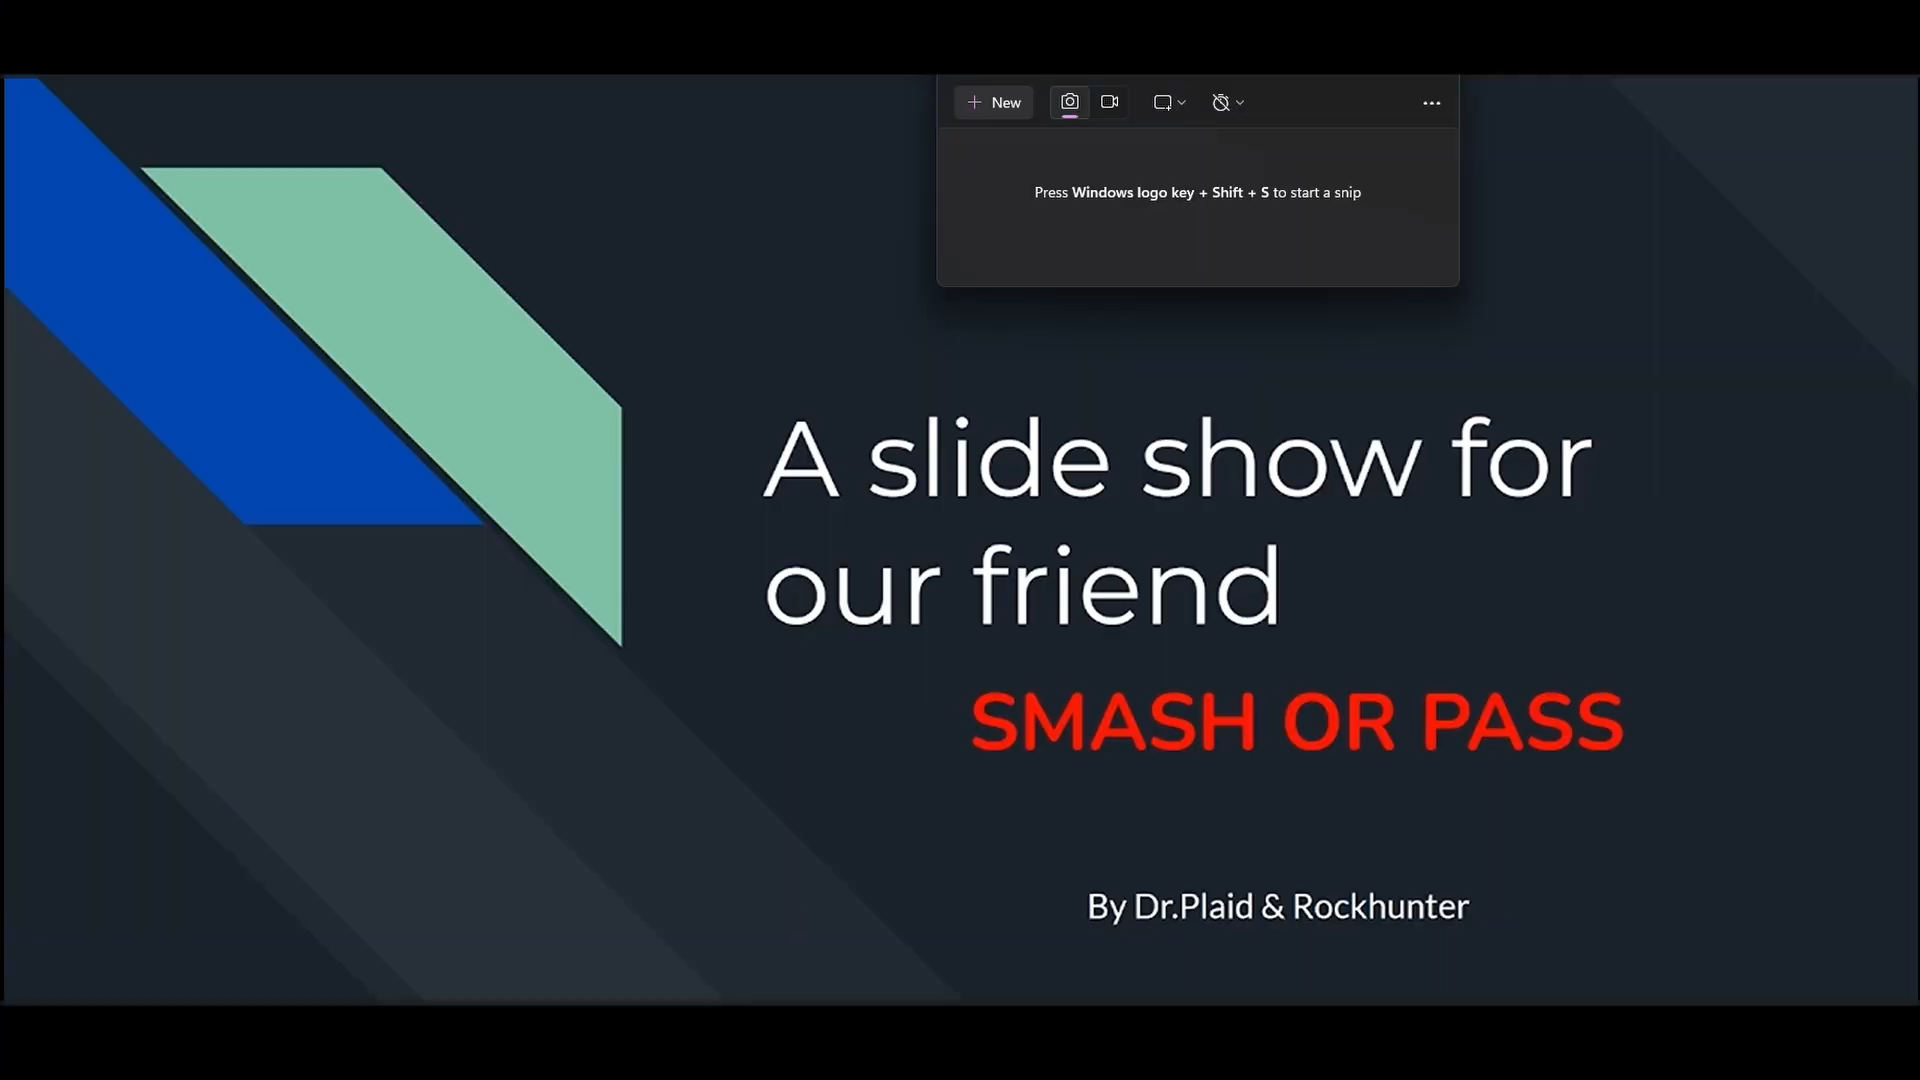 New
Press Windows logo key + Shift + S to start a snip
A slide show for
our friend
SMASH OR PASS
By Dr.Plaid & Rockhunter